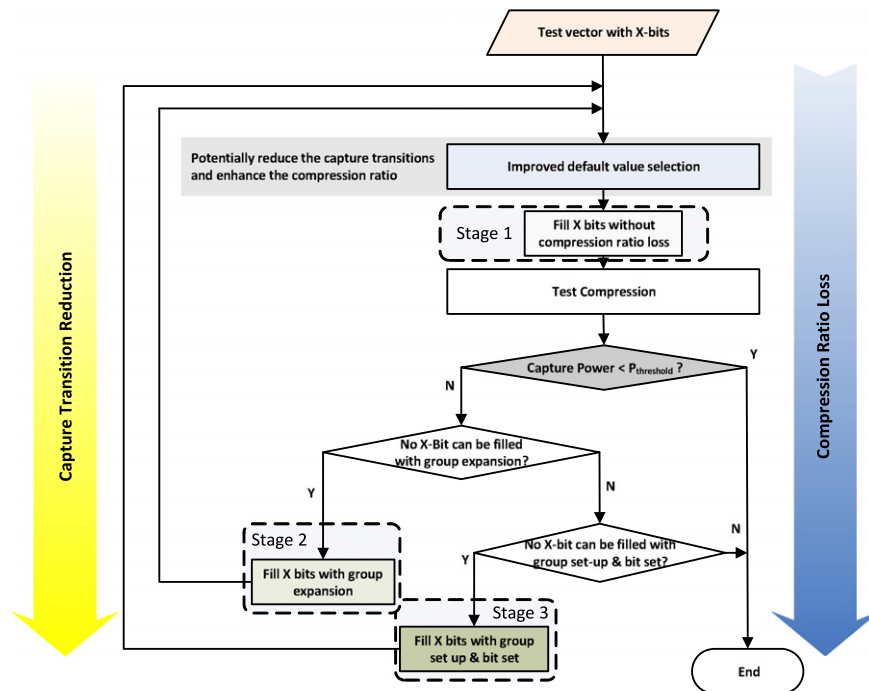 Test vector with X-bits
Potentially reduce the capture transitions
and enhance the compression ratio
Improved default value selection
Stage 1
Fill X bits without
compression ratio loss
Test Compression
Capture Power < Pthreshold ?
Y
N
No X-Bit can be filled
with group expansion?
Y
N
No X-bit can be filled with
group set-up & bit set?
N
Y
Stage 2
Fill X bits with group
expansion
Stage 3
Fill X bits with group
set up & bit set
End
Capture Transition Reduction
Compression Ratio Loss